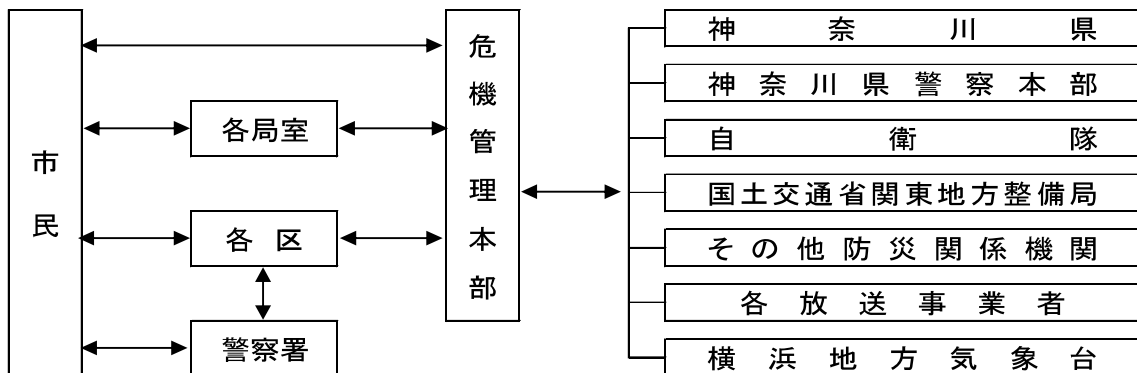 市民
各局室
各区
警察署
危機管理本部
神奈川県
神奈川県警察本部
自衛隊
国土交通省関東地方整備局
その他防災関係機関
各放送事業者
横浜地方気象台